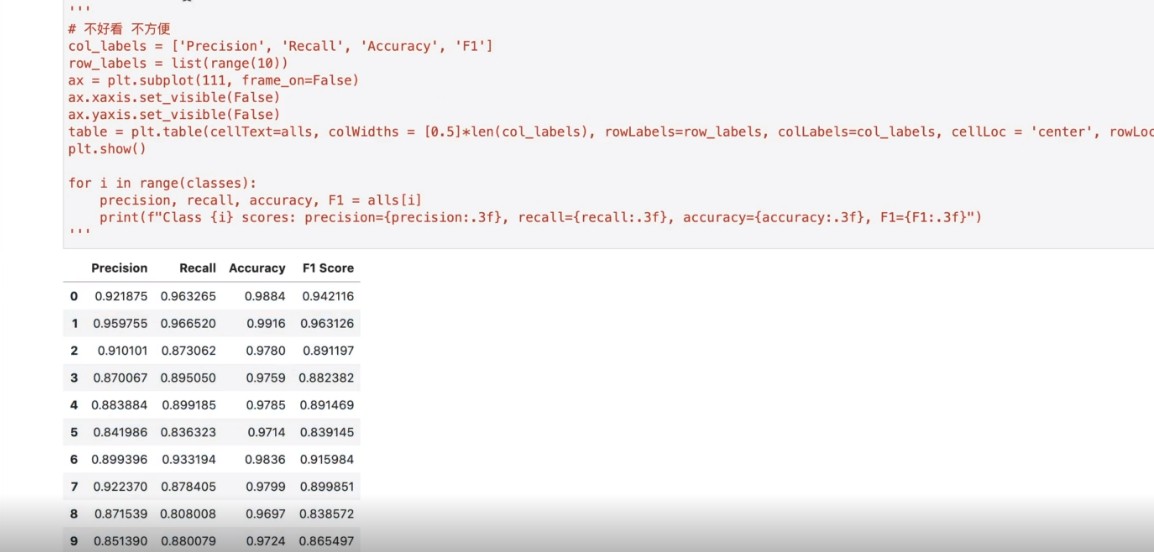 '''
# 不好看 不方便
col_labels = ['Precision', 'Recall', 'Accuracy', 'F1']
row_labels = list(range(10))
ax = plt.subplot(111, frame_on=False)
ax.xaxis.set_visible(False)
ax.yaxis.set_visible(False)
table = plt.table(cellText=alls, colWidths = [0.5]*len(col_labels), rowLabels=row_labels, colLabels=col_labels, cellLoc = 'center', rowLoc
plt.show()
for i in range(classes):
precision, recall, accuracy, F1 = alls[i]
print(f"Class {i} scores: precision={precision:.3f}, recall={recall:.3f}, accuracy={accuracy:.3f}, F1={F1:.3f}")
'''
Precision Recall Accuracy F1 Score
0 0.921875 0.963265 0.9884 0.942116
1 0.959755 0.966520 0.9916 0.963126
2 0.910101 0.873062 0.9780 0.891197
3 0.870067 0.895050 0.9759 0.882382
4 0.883884 0.899185 0.9785 0.891469
5 0.841986 0.836323 0.9714 0.839145
6 0.899396 0.933194 0.9836 0.915984
7 0.922370 0.878405 0.9799 0.899851
8 0.871539 0.808008 0.9697 0.838572
9 0.851390 0.880079 0.9724 0.865497